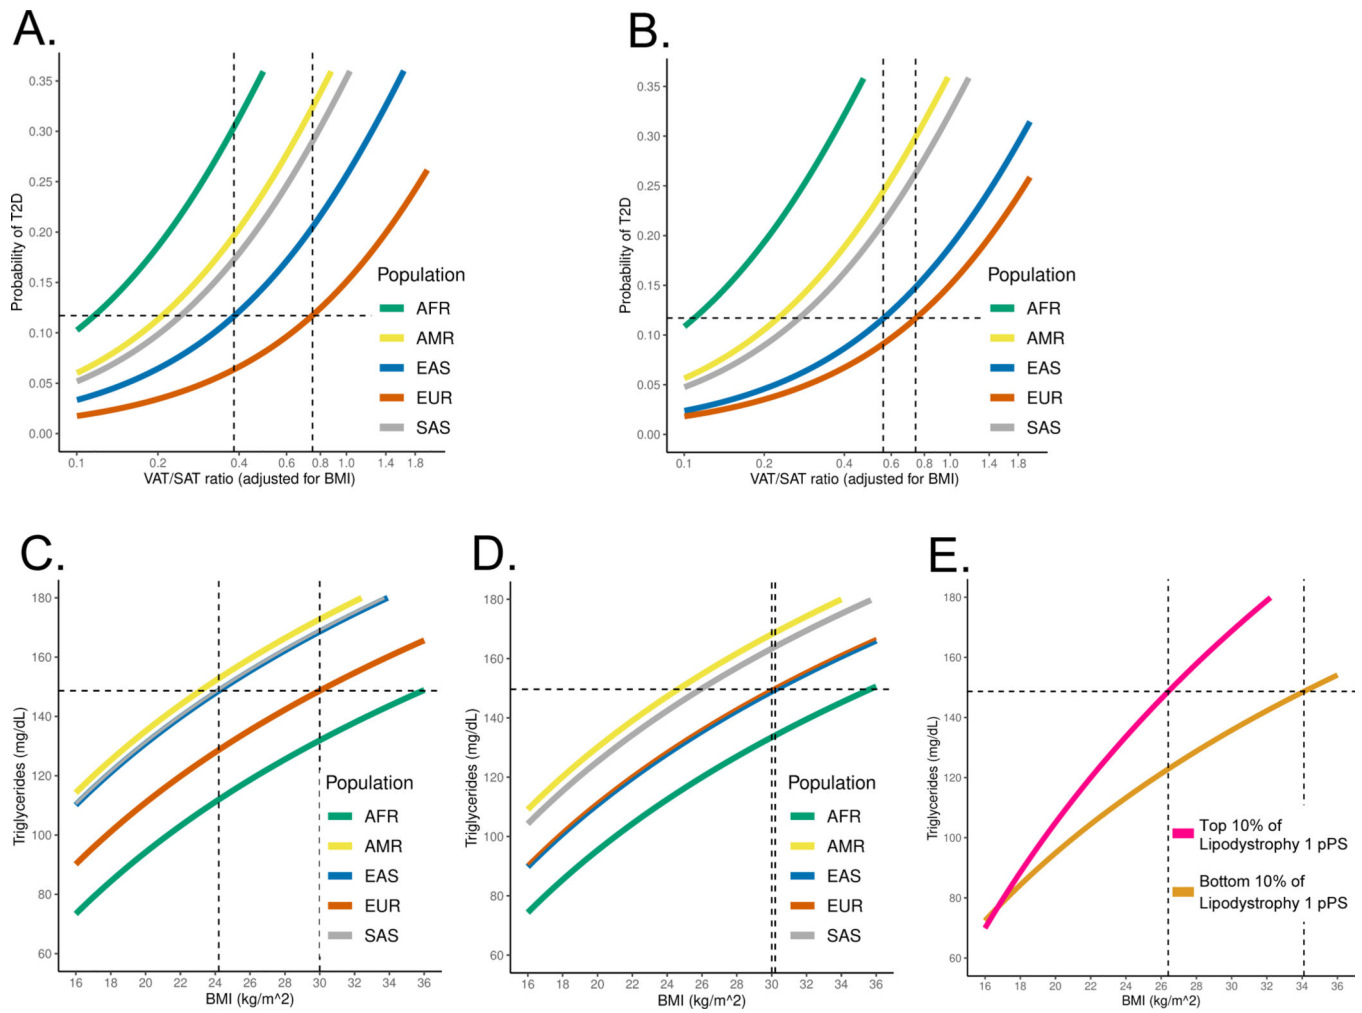 A.
Probability of T2D
0.35
0.30
0.25
0.20
0.15
0.10
0.05
0.00
0.1 0.2 0.4 0.6 0.8 1.0 1.4 1.8
VAT/SAT ratio (adjusted for BMI)
Population
AFR
AMR
EAS
EUR
SAS
B.
Probability of T2D
0.35
0.30
0.25
0.20
0.15
0.10
0.05
0.00
0.1 0.2 0.4 0.6 0.8 1.0 1.4 1.8
VAT/SAT ratio (adjusted for BMI)
Population
AFR
AMR
EAS
EUR
SAS
C.
Triglycerides (mg/dL)
180
160
140
120
100
80
60
16 18 20 22 24 26 28 30 32 34 36
BMI (kg/m^2)
Population
AFR
AMR
EAS
EUR
SAS
D.
Triglycerides (mg/dL)
180
160
140
120
100
80
60
16 18 20 22 24 26 28 30 32 34 36
BMI (kg/m^2)
Population
AFR
AMR
EAS
EUR
SAS
E.
Triglycerides (mg/dL)
180
160
140
120
100
80
60
16 18 20 22 24 26 28 30 32 34 36
BMI (kg/m^2)
Top 10% of
Lipodystrophy 1 pPS
Bottom 10% of
Lipodystrophy 1 pPS